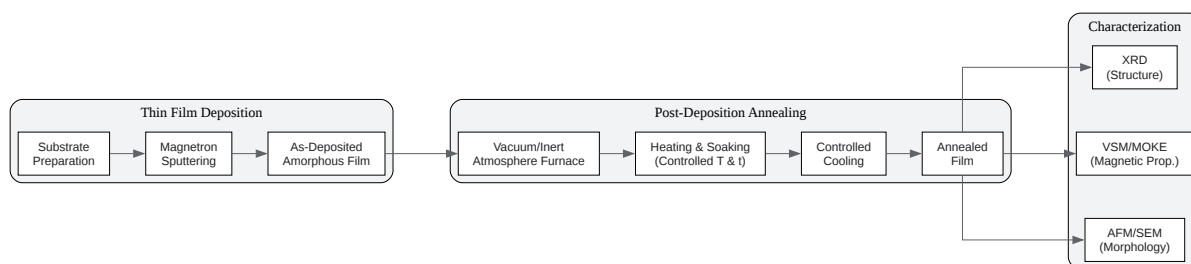 Thin Film Deposition
Substrate
Preparation
Magnetron
Sputtering
As-Deposited
Amorphous Film
Post-Deposition Annealing
Vacuum/Inert
Atmosphere Furnace
Heating & Soaking
(Controlled T & t)
Controlled
Cooling
Annealed
Film
Characterization
XRD
(Structure)
VSM/MOKE
(Magnetic Prop.)
AFM/SEM
(Morphology)